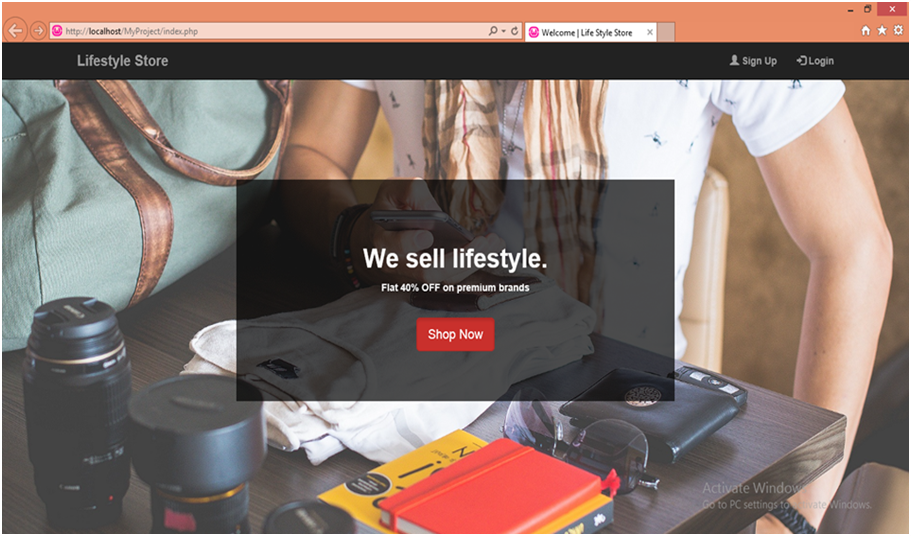 http://localhost/MyProject/index.php
Welcome | Life Style Store
Lifestyle Store
Sign Up
Login
We sell lifestyle.
Flat 40% OFF on premium brands
Shop Now
Activate Windows
Go to PC settings to activate Windows.